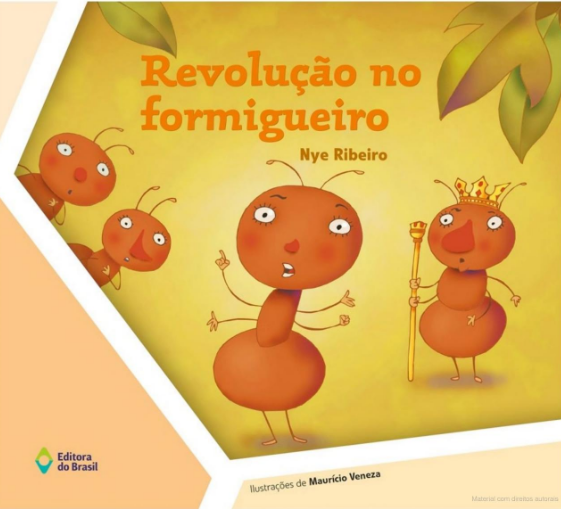 Revolução no
formigueiro
Nye Ribeiro
Editora
do Brasil
Ilustrações de Maurício Veneza
Material com direitos autorais